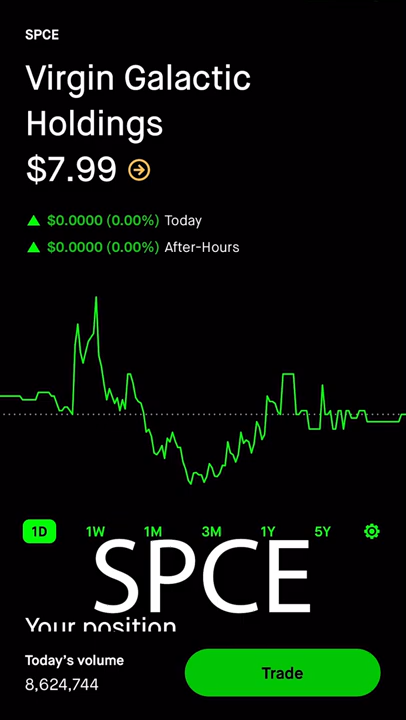 SPCE
Virgin Galactic
Holdings
$7.99
$0.0000 (0.00%) Today
$0.0000 (0.00%) After-Hours
1D 1W 1M 3M 1Y 5Y
SPCE
Your position
Today's volume
8,624,744
Trade